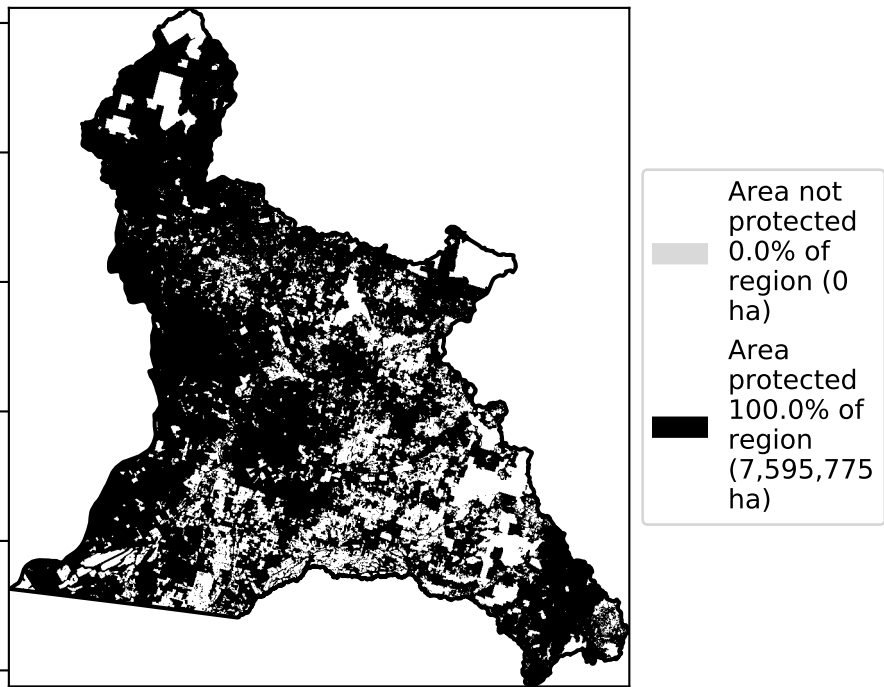 Area not
protected
0.0% of
region (0
ha)
Area
protected
100.0% of
region
(7,595,775
ha)